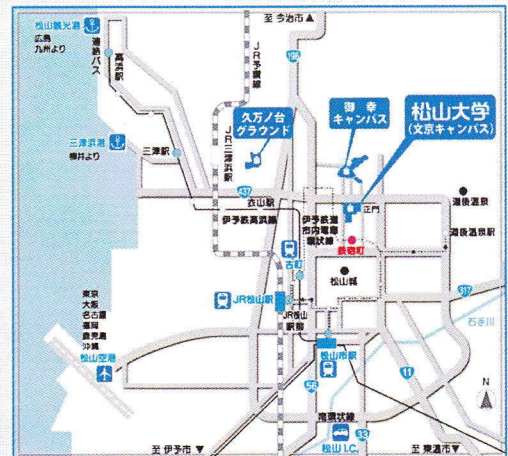 至 今治市▲
松山観光港
広島
九州より
連絡バス
高浜駅
JR予讃線
196
久万ノ台
グラウンド
御幸
キャンパス
松山大学
(文京キャンパス)
三津浜港
柳井より
三津駅
JR三津浜駅
437
衣山駅
伊予鉄高浜線
伊予鉄道
市内電車
環状線
正門
道後温泉
道後温泉駅
鉄砲町
古町
松山城
317
JR松山駅
JR松山
駅前
石手川
東京
大阪
名古屋
福岡
鹿児島
沖縄
松山空港
松山市駅
56
11
N
南環状線
33
松山 I.C.
至 伊予市▼
至 東温市▼